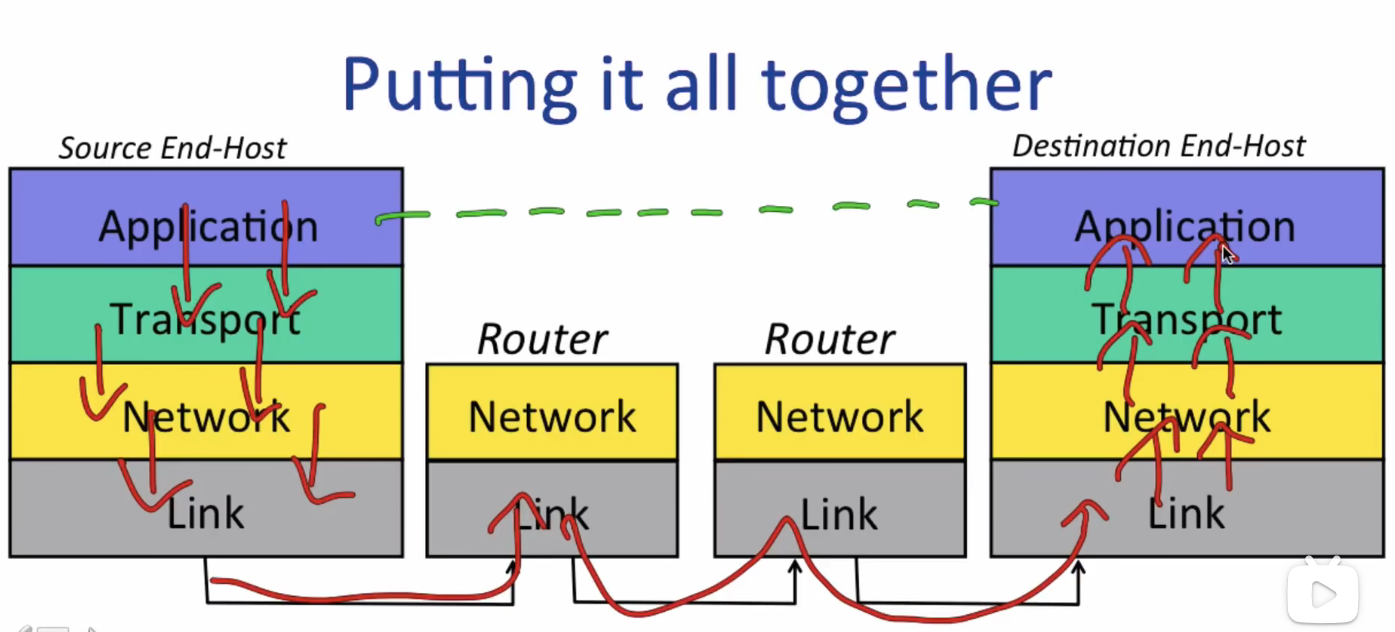 Putting it all together
Source End-Host
Destination End-Host
Application
Application
Transport
Transport
Router
Router
Network
Network
Network
Network
Link
Link
Link
Link